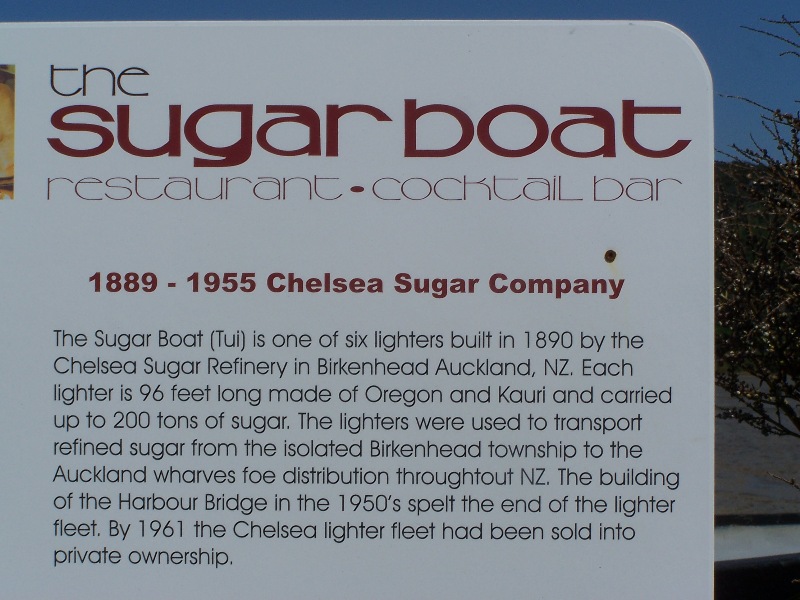 the
sugar boat
restaurant • cocktail bar
1889 - 1955 Chelsea Sugar Company
The Sugar Boat (Tui) is one of six lighters built in 1890 by the
Chelsea Sugar Refinery in Birkenhead Auckland, NZ. Each
lighter is 96 feet long made of Oregon and Kauri and carried
up to 200 tons of sugar. The lighters were used to transport
refined sugar from the isolated Birkenhead township to the
Auckland wharves foe distribution throughtout NZ. The building
of the Harbour Bridge in the 1950's spelt the end of the lighter
fleet. By 1961 the Chelsea lighter fleet had been sold into
private ownership.